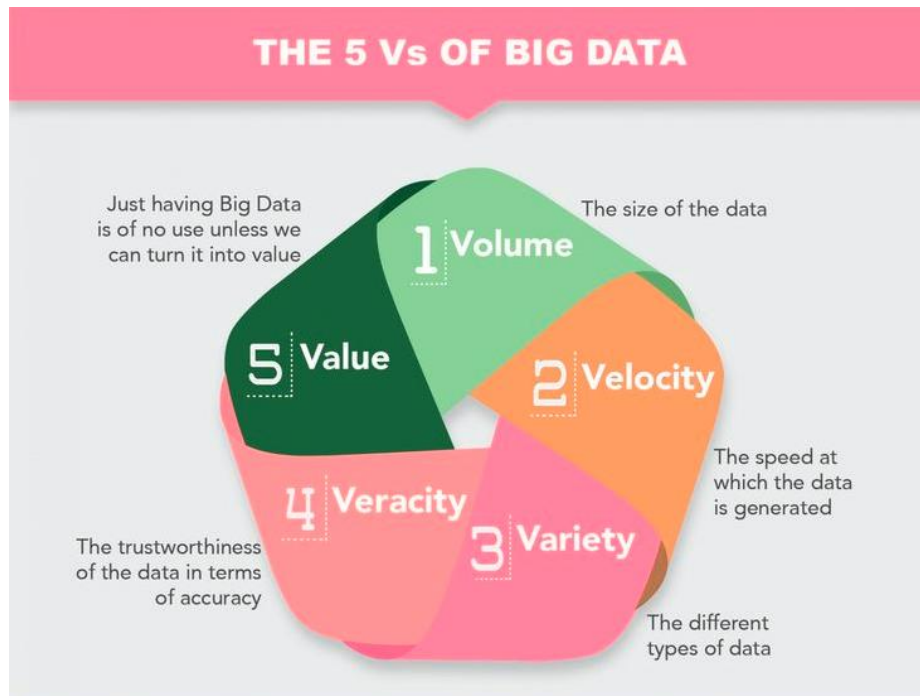 THE 5 Vs OF BIG DATA
1 Volume
The size of the data
2 Velocity
The speed at
which the data
is generated
3 Variety
The different
types of data
4 Veracity
The trustworthiness
of the data in terms
of accuracy
5 Value
Just having Big Data
is of no use unless we
can turn it into value